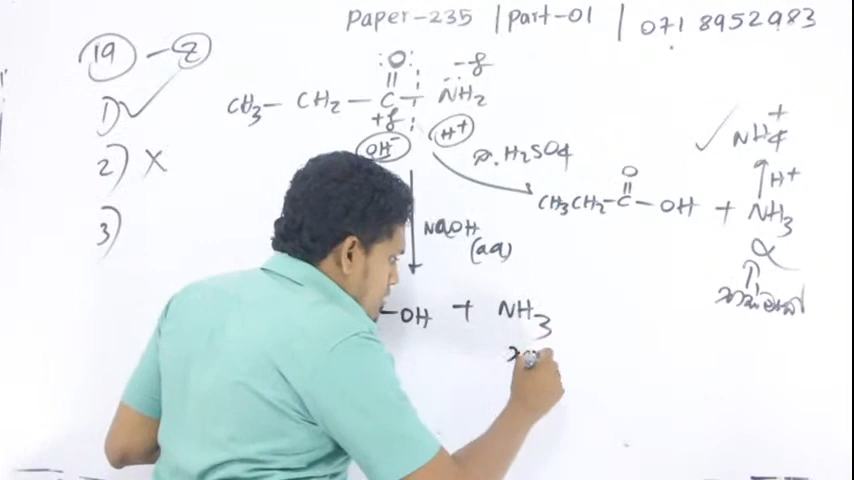 Paper-235 | Part-01 | 071 8952983
19 - 2
1) ✓
2) X
3)
:O: -δ
||
CH3 - CH2 - C - NH2
+δ
OH- H+
H2SO4
NaOH
(aq)
O
||
CH3CH2-C-OH + NH3
H+
✓ NH4+
-OH + NH3